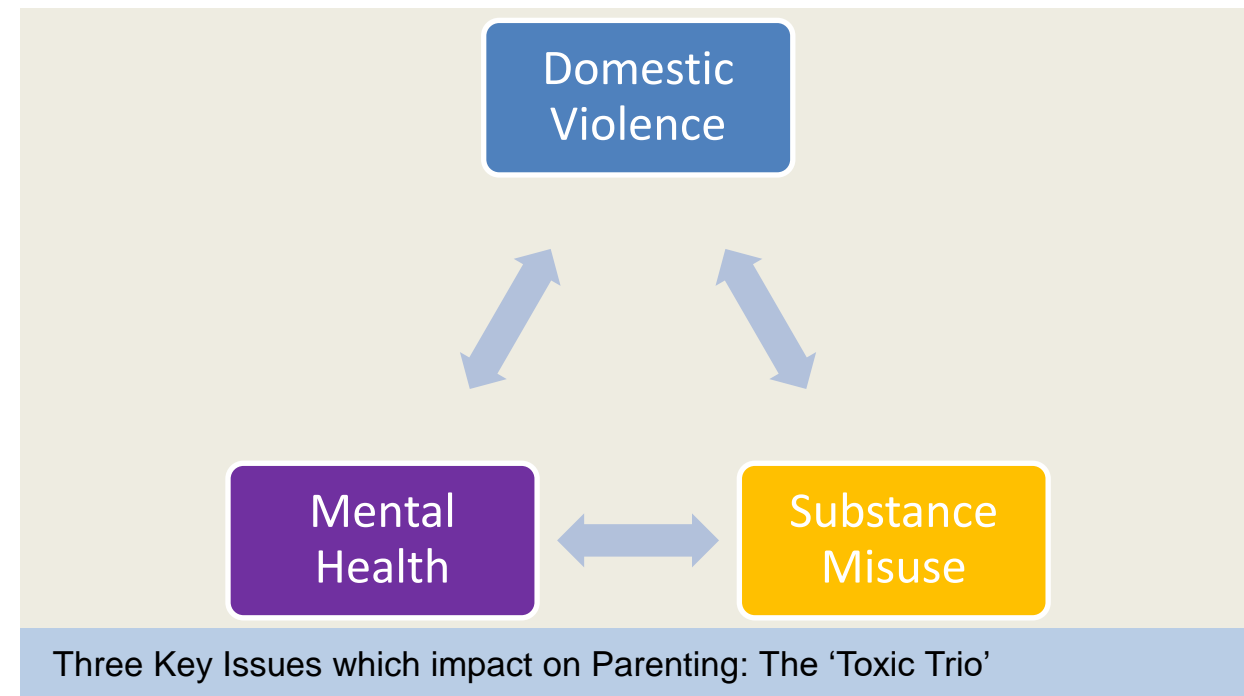 Domestic
Violence
Mental
Health
Substance
Misuse
Three Key Issues which impact on Parenting: The ‘Toxic Trio’